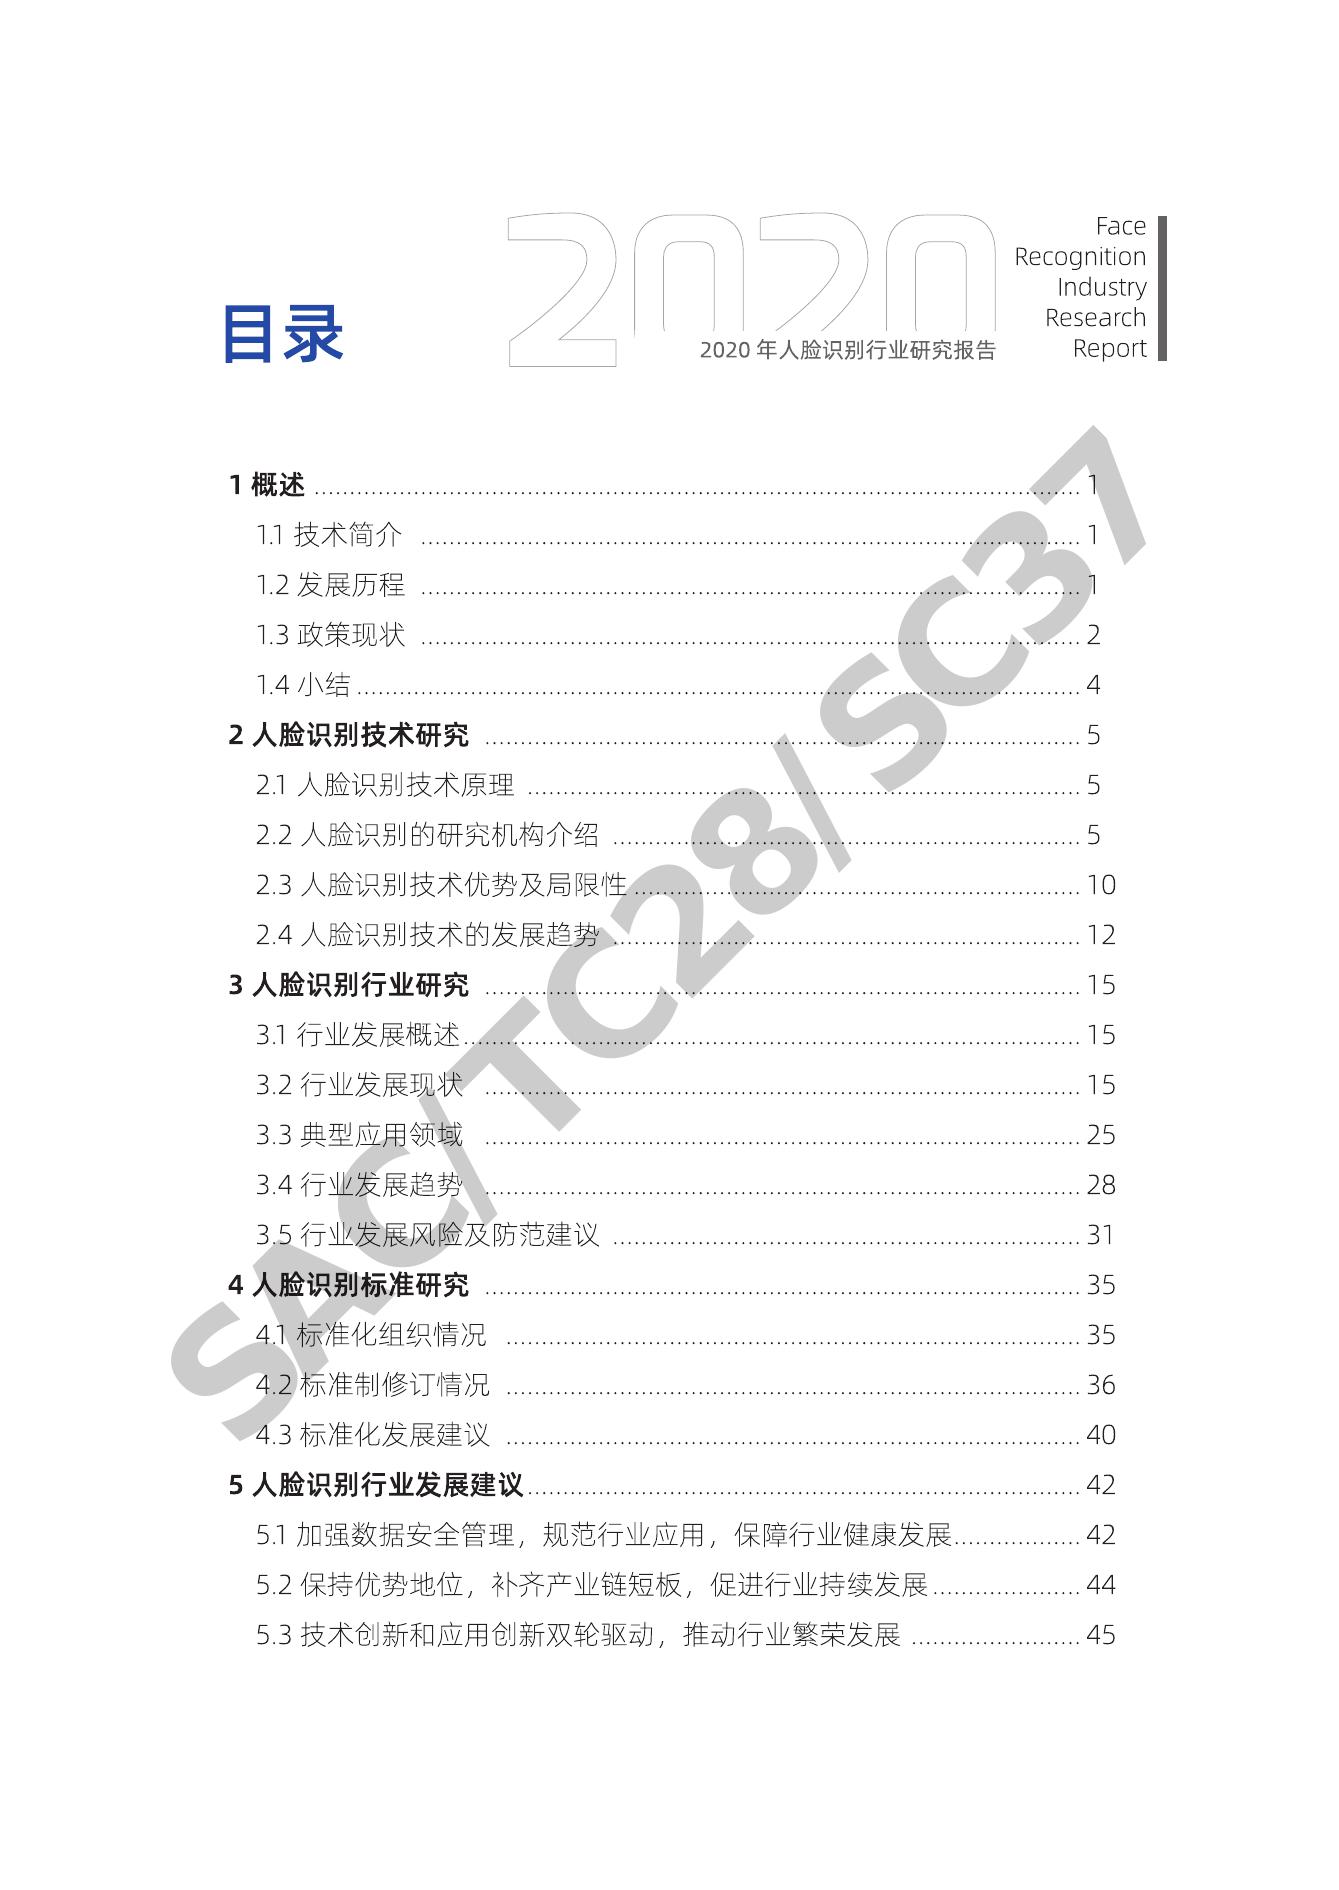 目录
2020
2020 年人脸识别行业研究报告
Face
Recognition
Industry
Research
Report
1 概述 1
1.1 技术简介 1
1.2 发展历程 1
1.3 政策现状 2
1.4 小结 4
2 人脸识别技术研究 5
2.1 人脸识别技术原理 5
2.2 人脸识别的研究机构介绍 5
2.3 人脸识别技术优势及局限性 10
2.4 人脸识别技术的发展趋势 12
3 人脸识别行业研究 15
3.1 行业发展概述 15
3.2 行业发展现状 15
3.3 典型应用领域 25
3.4 行业发展趋势 28
3.5 行业发展风险及防范建议 31
4 人脸识别标准研究 35
4.1 标准化组织情况 35
4.2 标准制修订情况 36
4.3 标准化发展建议 40
5 人脸识别行业发展建议 42
5.1 加强数据安全管理，规范行业应用，保障行业健康发展 42
5.2 保持优势地位，补齐产业链短板，促进行业持续发展 44
5.3 技术创新和应用创新双轮驱动，推动行业繁荣发展 45
SAC/TC28/SC37